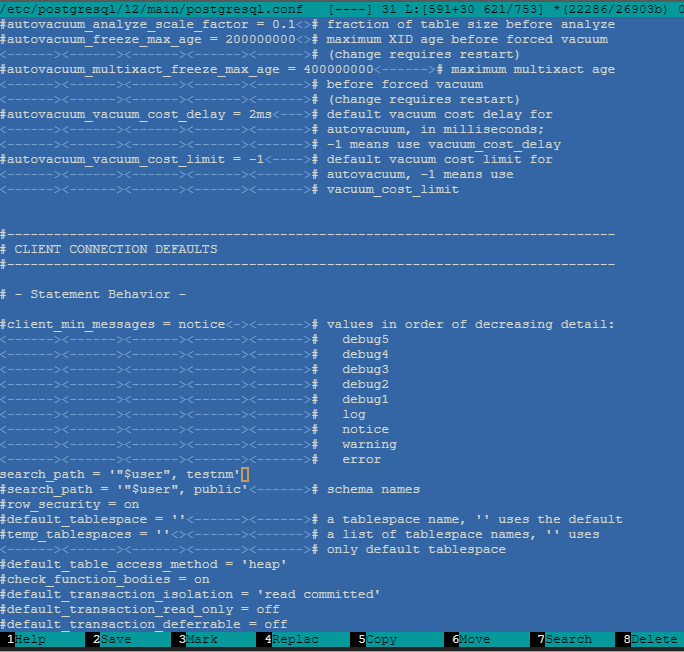 /etc/postgresql/12/main/postgresql.conf   [----] 31 L:[591+30 621/753] *(22286/26903b) 0
#autovacuum_analyze_scale_factor = 0.1<># fraction of table size before analyze
#autovacuum_freeze_max_age = 200000000<># maximum XID age before forced vacuum
<------><------><------><------><------># (change requires restart)
#autovacuum_multixact_freeze_max_age = 400000000<------># maximum multixact age
<------><------><------><------><------># before forced vacuum
<------><------><------><------><------># (change requires restart)
#autovacuum_vacuum_cost_delay = 2ms<---># default vacuum cost delay for
<------><------><------><------><------># autovacuum, in milliseconds;
<------><------><------><------><------># -1 means use vacuum_cost_delay
#autovacuum_vacuum_cost_limit = -1<----># default vacuum cost limit for
<------><------><------><------><------># autovacuum, -1 means use
<------><------><------><------><------># vacuum_cost_limit
#------------------------------------------------------------------------------
# CLIENT CONNECTION DEFAULTS
#------------------------------------------------------------------------------
# - Statement Behavior -
#client_min_messages = notice<-><------># values in order of decreasing detail:
<------><------><------><------><------>#   debug5
<------><------><------><------><------>#   debug4
<------><------><------><------><------>#   debug3
<------><------><------><------><------>#   debug2
<------><------><------><------><------>#   debug1
<------><------><------><------><------>#   log
<------><------><------><------><------>#   notice
<------><------><------><------><------>#   warning
<------><------><------><------><------>#   error
search_path = '"$user", testnm'
#search_path = '"$user", public'<------># schema names
#row_security = on
#default_tablespace = ''<------><------># a tablespace name, '' uses the default
#temp_tablespaces = ''<><------><------># a list of tablespace names, '' uses
<------><------><------><------><------># only default tablespace
#default_table_access_method = 'heap'
#check_function_bodies = on
#default_transaction_isolation = 'read committed'
#default_transaction_read_only = off
#default_transaction_deferrable = off
1Help 2Save 3Mark 4Replac 5Copy 6Move 7Search 8Delete